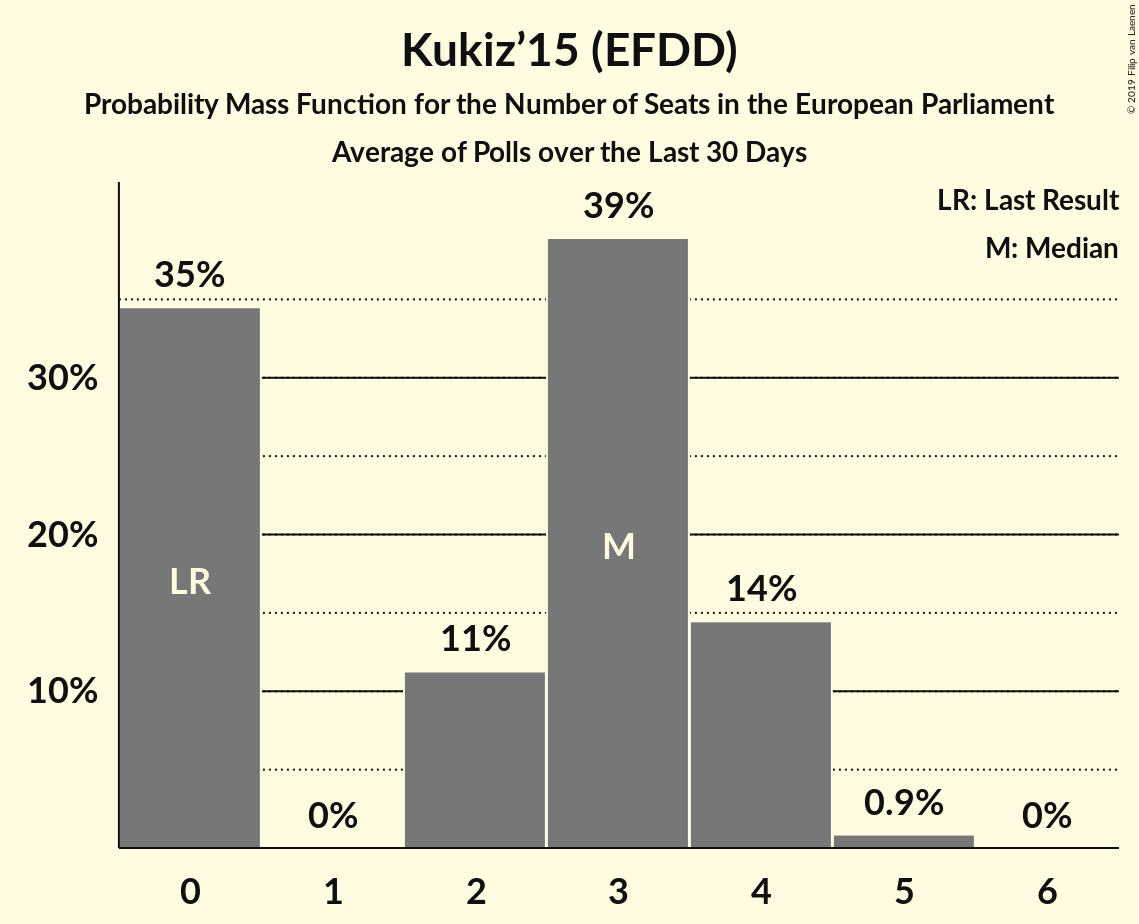 Kukiz’15 (EFDD)
Probability Mass Function for the Number of Seats in the European Parliament
Average of Polls over the Last 30 Days
© 2019 Filip van Laenen
LR: Last Result
M: Median
39%
35%
30%
20%
10%
LR
M
14%
11%
0%
0.9%
0%
0 1 2 3 4 5 6